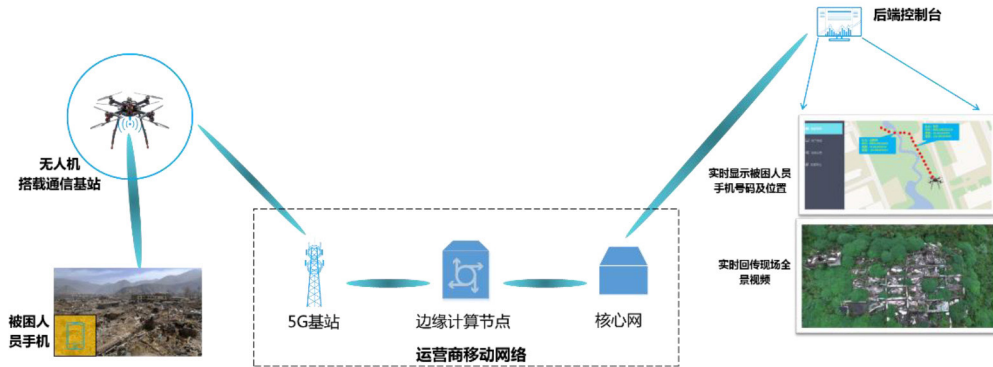 后端控制台
无人机
搭载通信基站
实时显示被困人员
手机号码及位置
实时回传现场全
景视频
被困人
员手机
5G基站
边缘计算节点
核心网
运营商移动网络